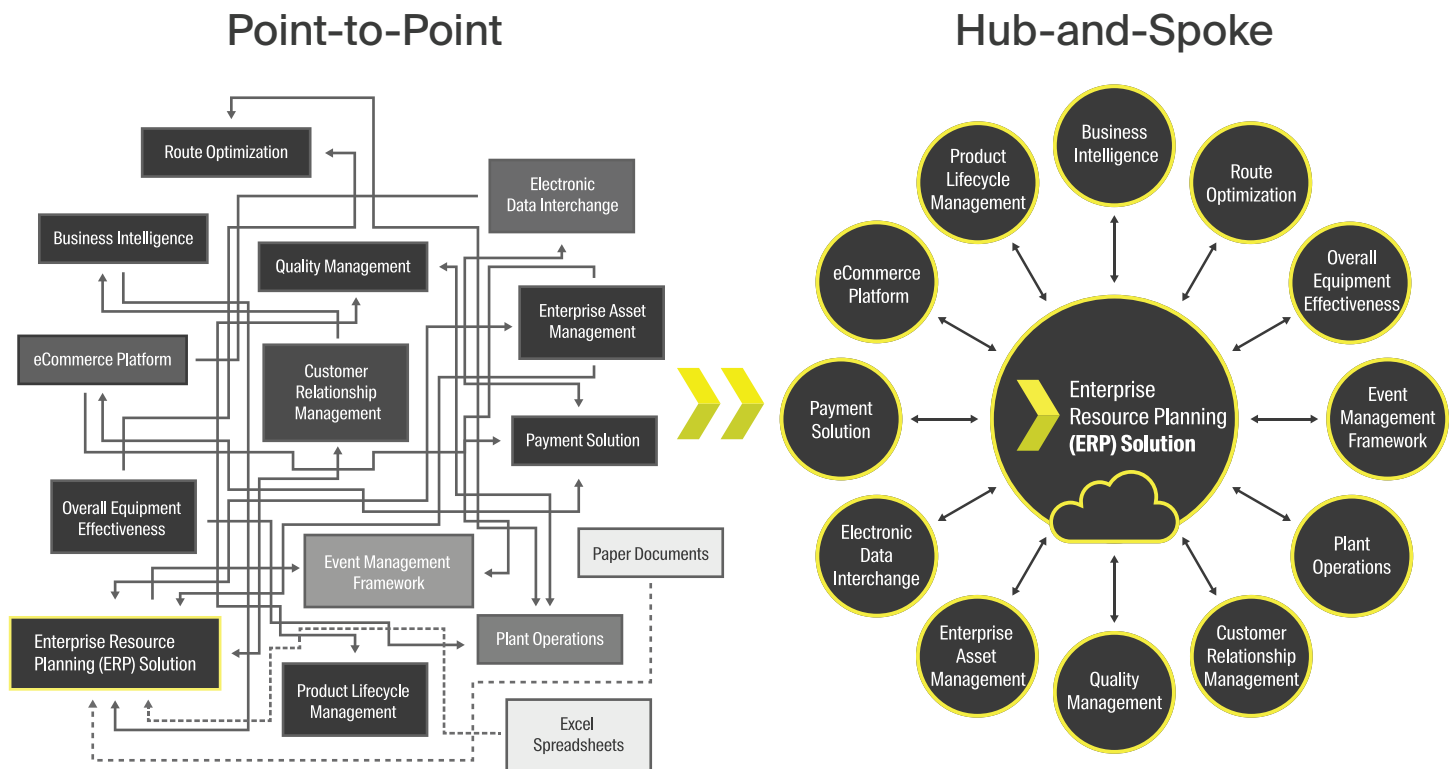 Point-to-Point
Route Optimization
Electronic
Data Interchange
Business Intelligence
Quality Management
Enterprise Asset
Management
eCommerce Platform
Customer
Relationship
Management
Payment Solution
Overall Equipment
Effectiveness
Event Management
Framework
Paper Documents
Enterprise Resource
Planning (ERP) Solution
Plant Operations
Product Lifecycle
Management
Excel
Spreadsheets
Hub-and-Spoke
Business
Intelligence
Product
Lifecycle
Management
Route
Optimization
eCommerce
Platform
Overall
Equipment
Effectiveness
Payment
Solution
Enterprise
Resource Planning
(ERP) Solution
Event
Management
Framework
Electronic
Data
Interchange
Plant
Operations
Enterprise
Asset
Management
Quality
Management
Customer
Relationship
Management